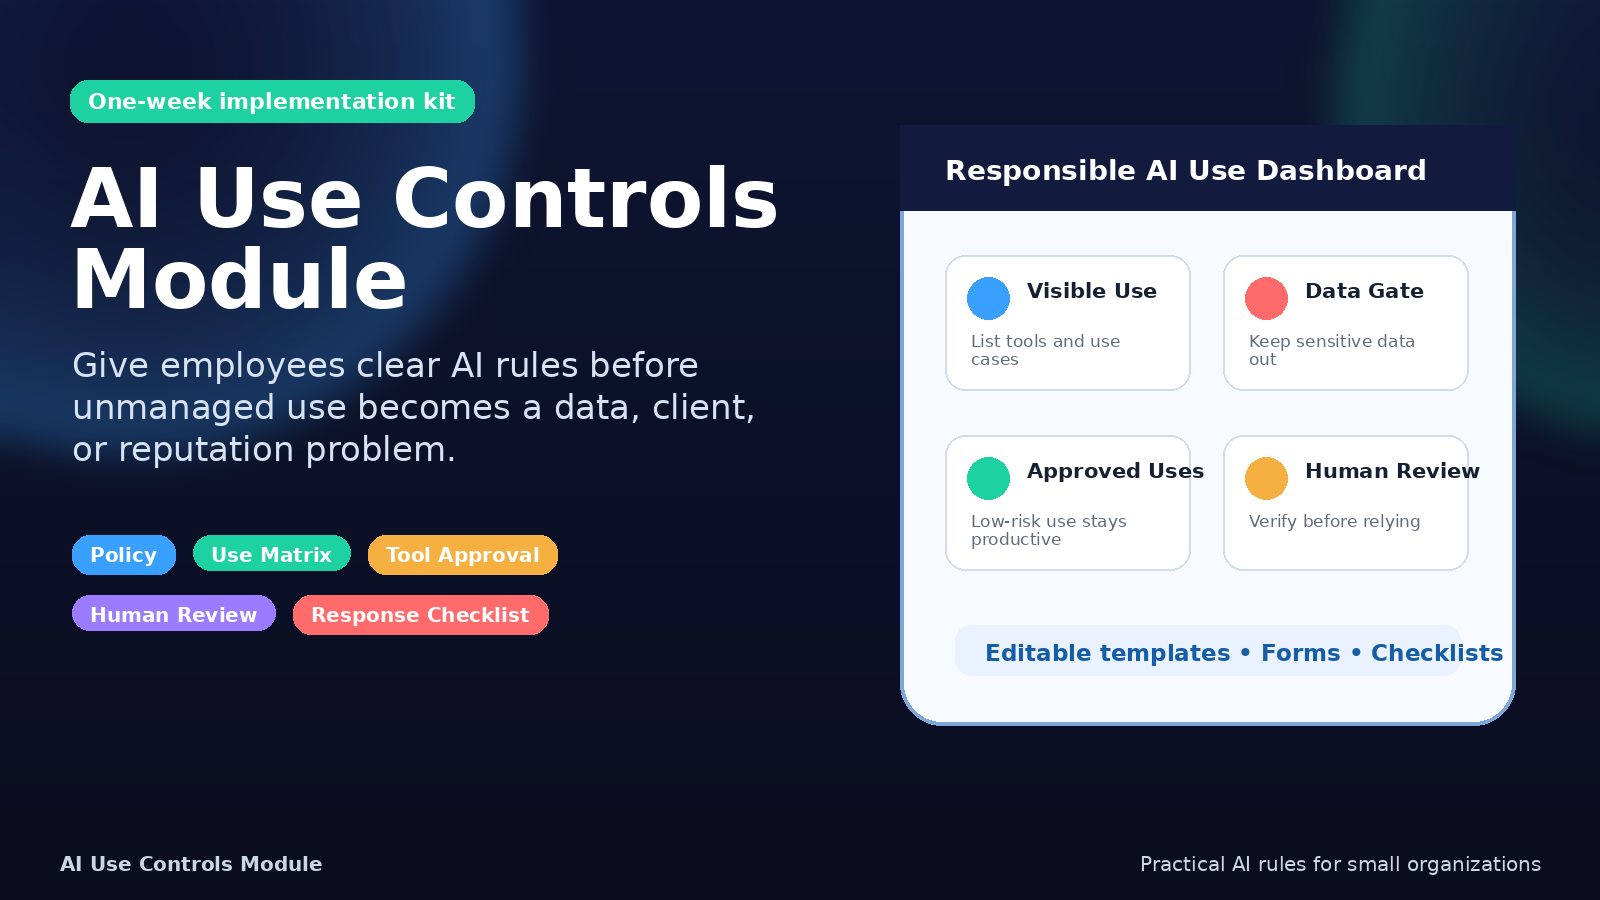 One-week implementation kit
AI Use Controls
Module
Give employees clear AI rules before
unmanaged use becomes a data, client,
or reputation problem.
Policy
Use Matrix
Tool Approval
Human Review
Response Checklist
Responsible AI Use Dashboard
Visible Use
List tools and use
cases
Data Gate
Keep sensitive data
out
Approved Uses
Low-risk use stays
productive
Human Review
Verify before relying
Editable templates • Forms • Checklists
AI Use Controls Module
Practical AI rules for small organizations